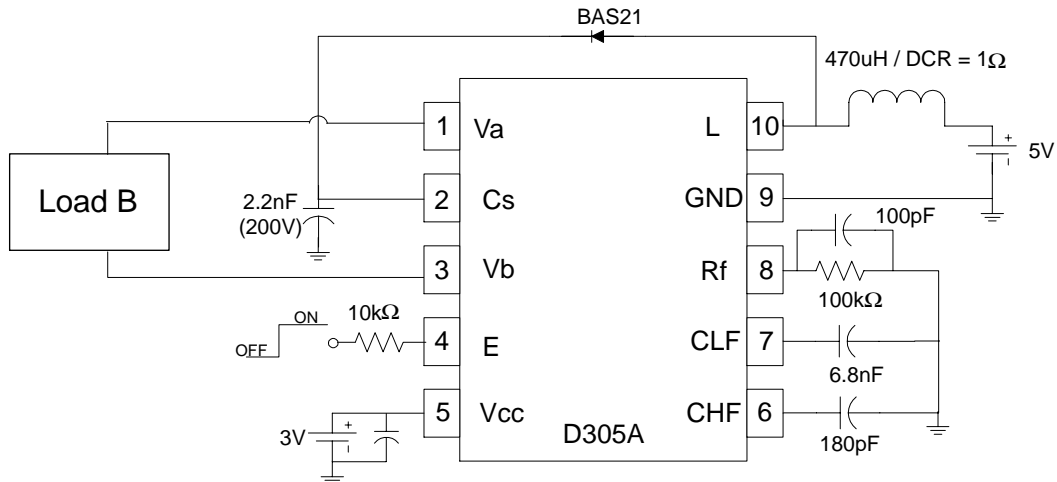 BAS21
470uH / DCR = 1Ω
1 Va
L 10
+
-
5V
Load B
2.2nF
(200V)
2 Cs
GND 9
100pF
3 Vb
Rf 8
100kΩ
ON
OFF
10kΩ
4 E
CLF 7
6.8nF
3V
+
-
5 Vcc
CHF 6
180pF
D305A